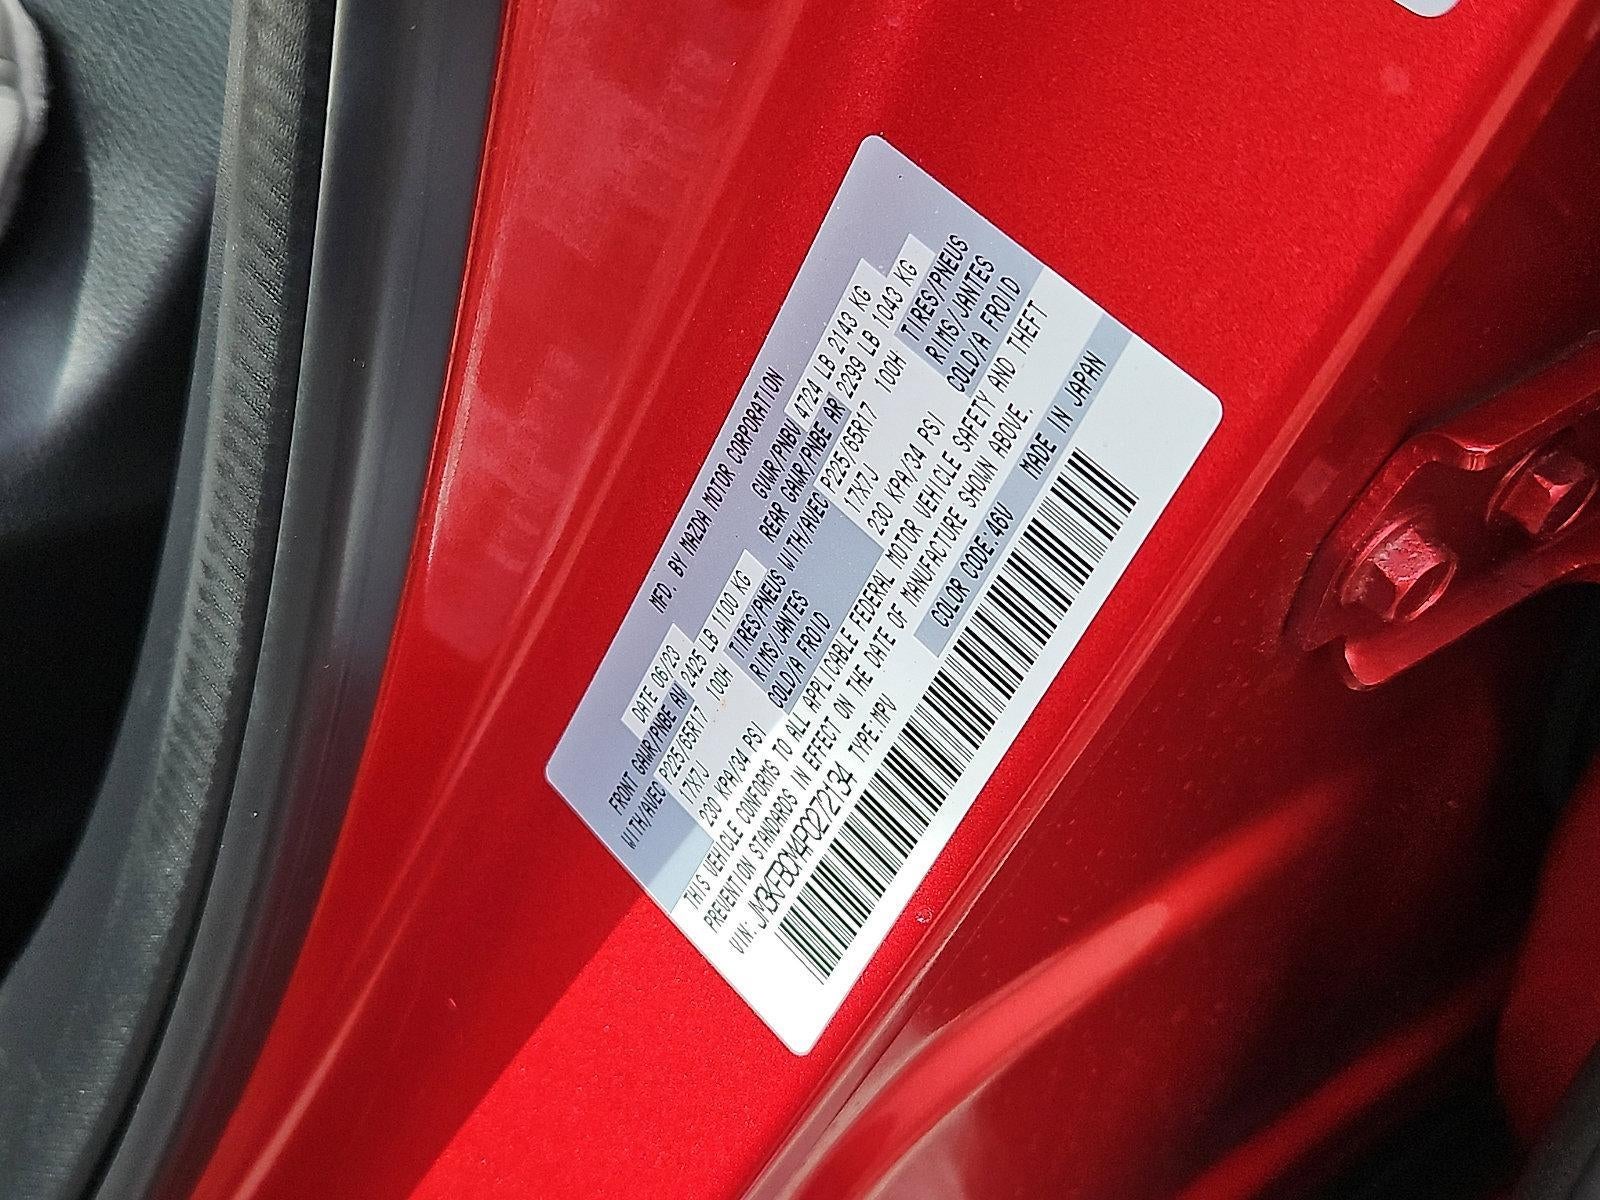 MFD. BY MAZDA MOTOR CORPORATION
DATE 06/23 GVWR/PNBV 4724 LB 2143 KG
FRONT GAWR/PNBE AV 2425 LB 1100 KG REAR GAWR/PNBE AR 2299 LB 1043 KG
WITH/AVEC P225/65R17 100H TIRES/PNEUS WITH/AVEC P225/65R17 100H TIRES/PNEUS
17X7J RIMS/JANTES 17X7J RIMS/JANTES
230 KPA/34 PSI COLD/A FROID 230 KPA/34 PSI COLD/A FROID
THIS VEHICLE CONFORMS TO ALL APPLICABLE FEDERAL MOTOR VEHICLE SAFETY AND THEFT
PREVENTION STANDARDS IN EFFECT ON THE DATE OF MANUFACTURE SHOWN ABOVE.
VIN: JM3KFBCM4P0272134 TYPE:MPV COLOR CODE:46V MADE IN JAPAN